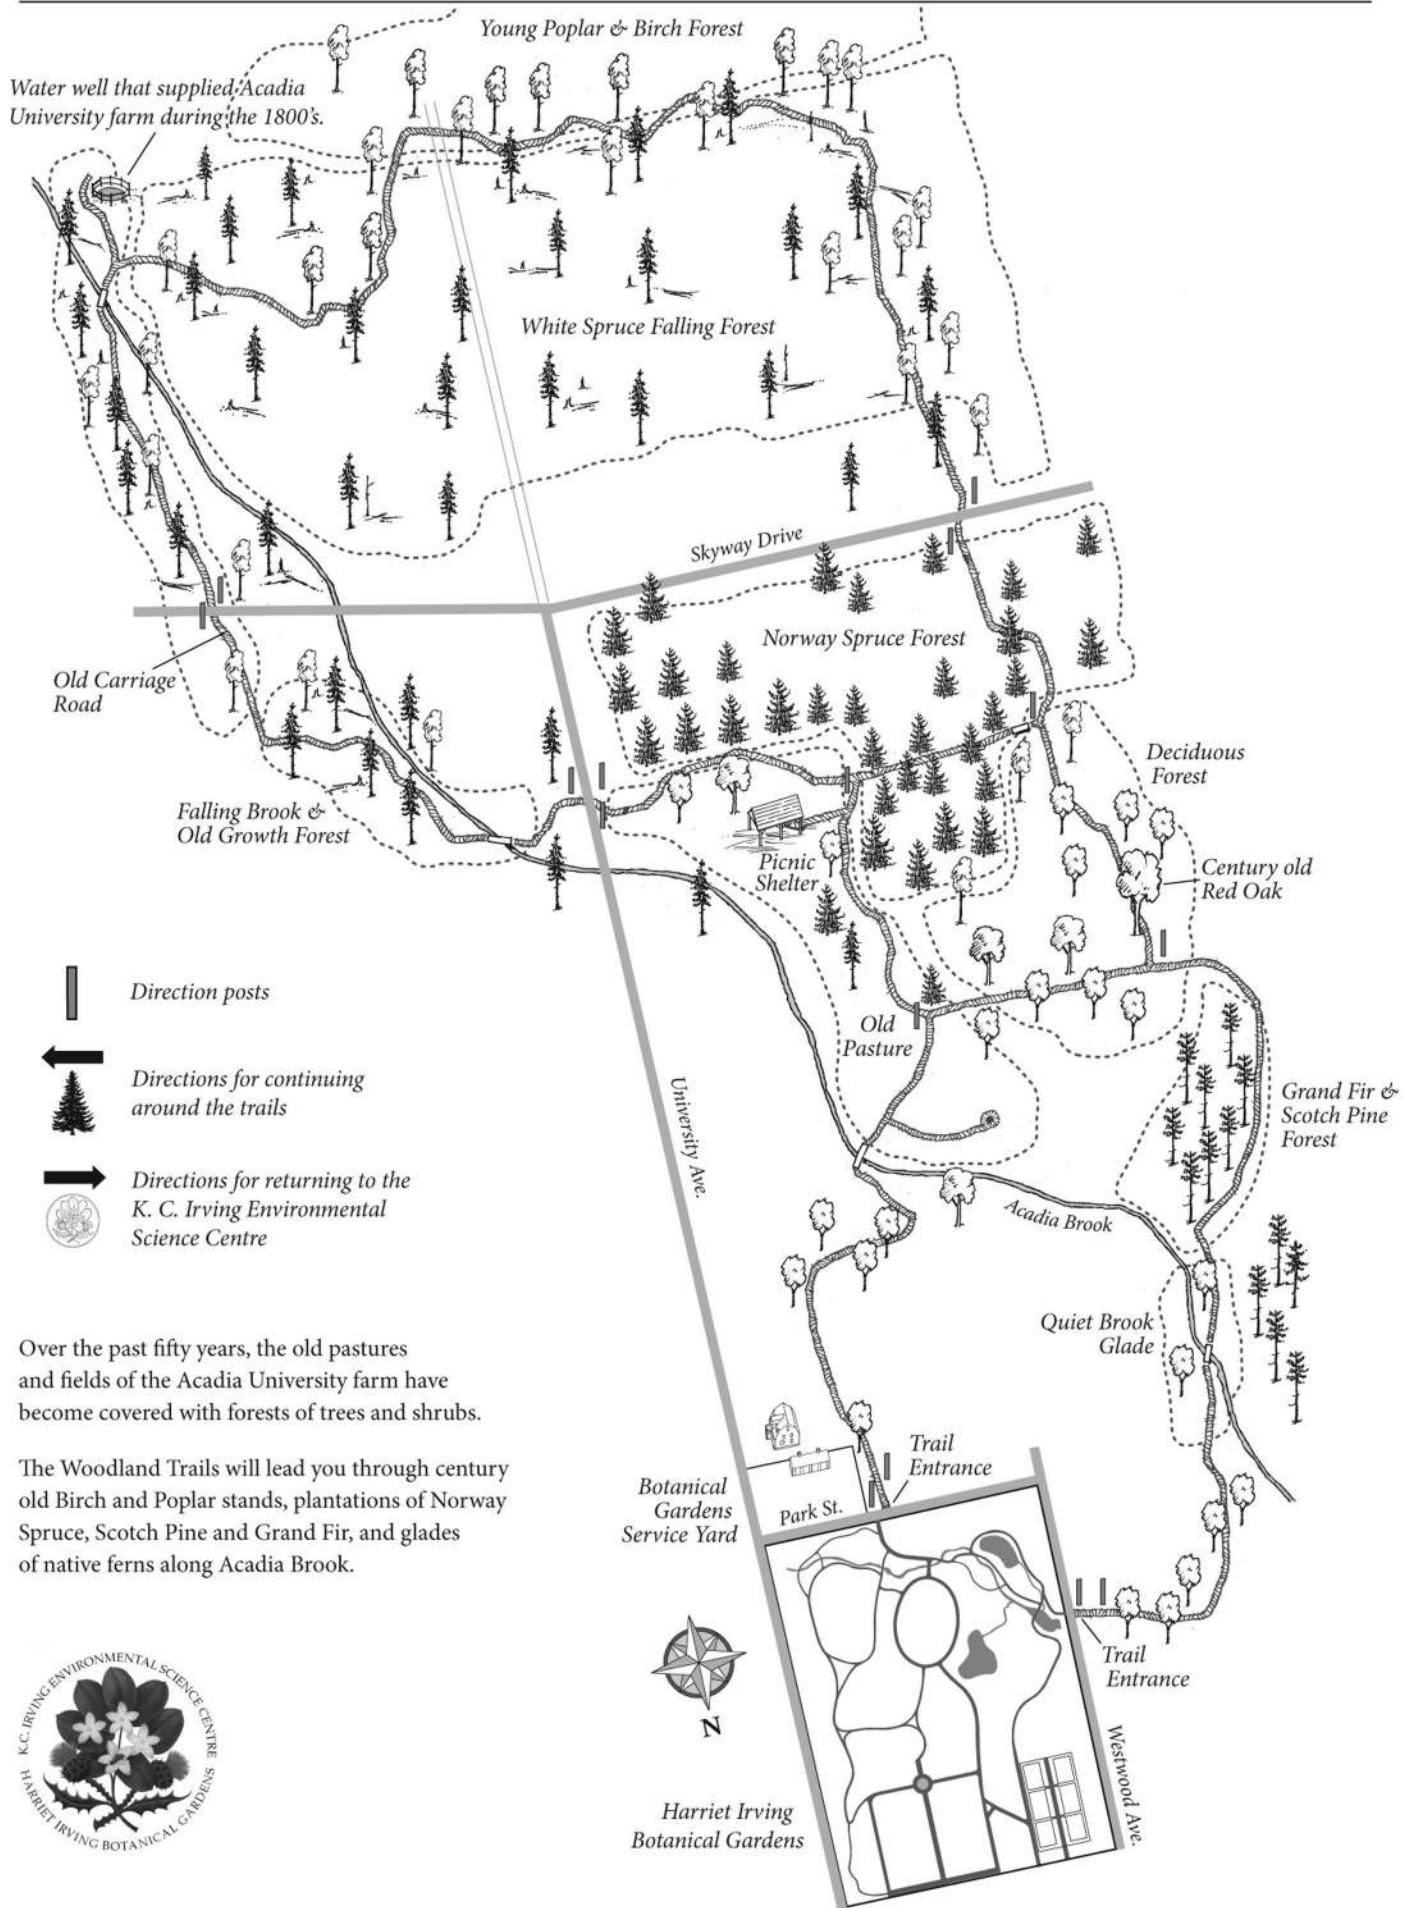 Young Poplar & Birch Forest
Water well that supplied Acadia
University farm during the 1800's.
White Spruce Falling Forest
Skyway Drive
Norway Spruce Forest
Old Carriage
Road
Deciduous
Forest
Falling Brook &
Old Growth Forest
Picnic
Shelter
Century old
Red Oak
Direction posts
Old
Pasture
Directions for continuing
around the trails
University Ave.
Grand Fir &
Scotch Pine
Forest
Directions for returning to the
K. C. Irving Environmental
Science Centre
Acadia Brook
Quiet Brook
Glade
Over the past fifty years, the old pastures
and fields of the Acadia University farm have
become covered with forests of trees and shrubs.
The Woodland Trails will lead you through century
old Birch and Poplar stands, plantations of Norway
Spruce, Scotch Pine and Grand Fir, and glades
of native ferns along Acadia Brook.
Trail
Entrance
Botanical
Gardens
Service Yard
Park St.
Trail
Entrance
N
Westwood Ave.
Harriet Irving
Botanical Gardens
K.C. IRVING ENVIRONMENTAL SCIENCE CENTRE
HARRIET IRVING BOTANICAL GARDENS